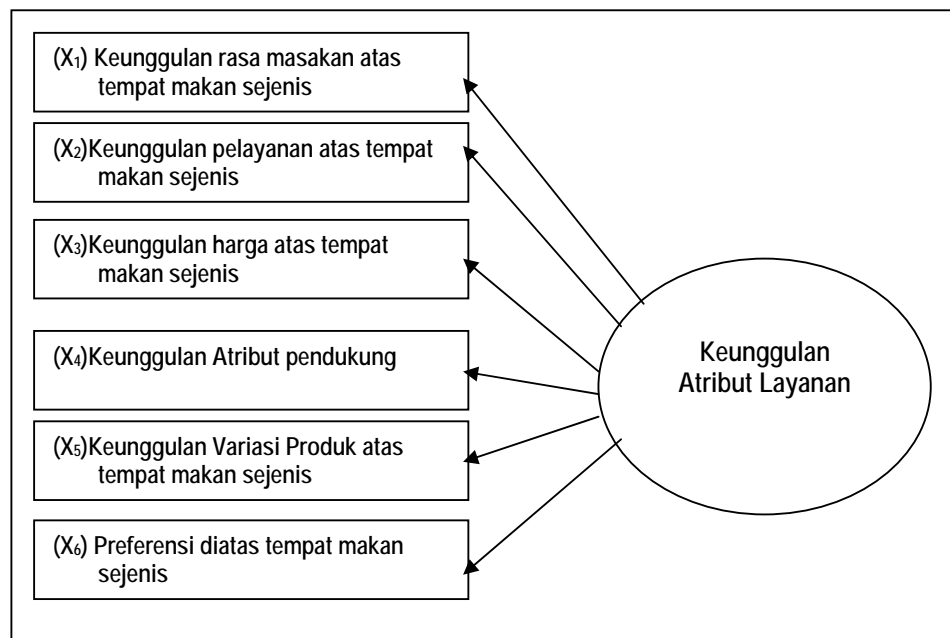 (X1) Keunggulan rasa masakan atas
tempat makan sejenis
(X2)Keunggulan pelayanan atas tempat
makan sejenis
(X3)Keunggulan harga atas tempat
makan sejenis
(X4)Keunggulan Atribut pendukung
(X5)Keunggulan Variasi Produk atas
tempat makan sejenis
(X6) Preferensi diatas tempat makan
sejenis
Keunggulan
Atribut Layanan